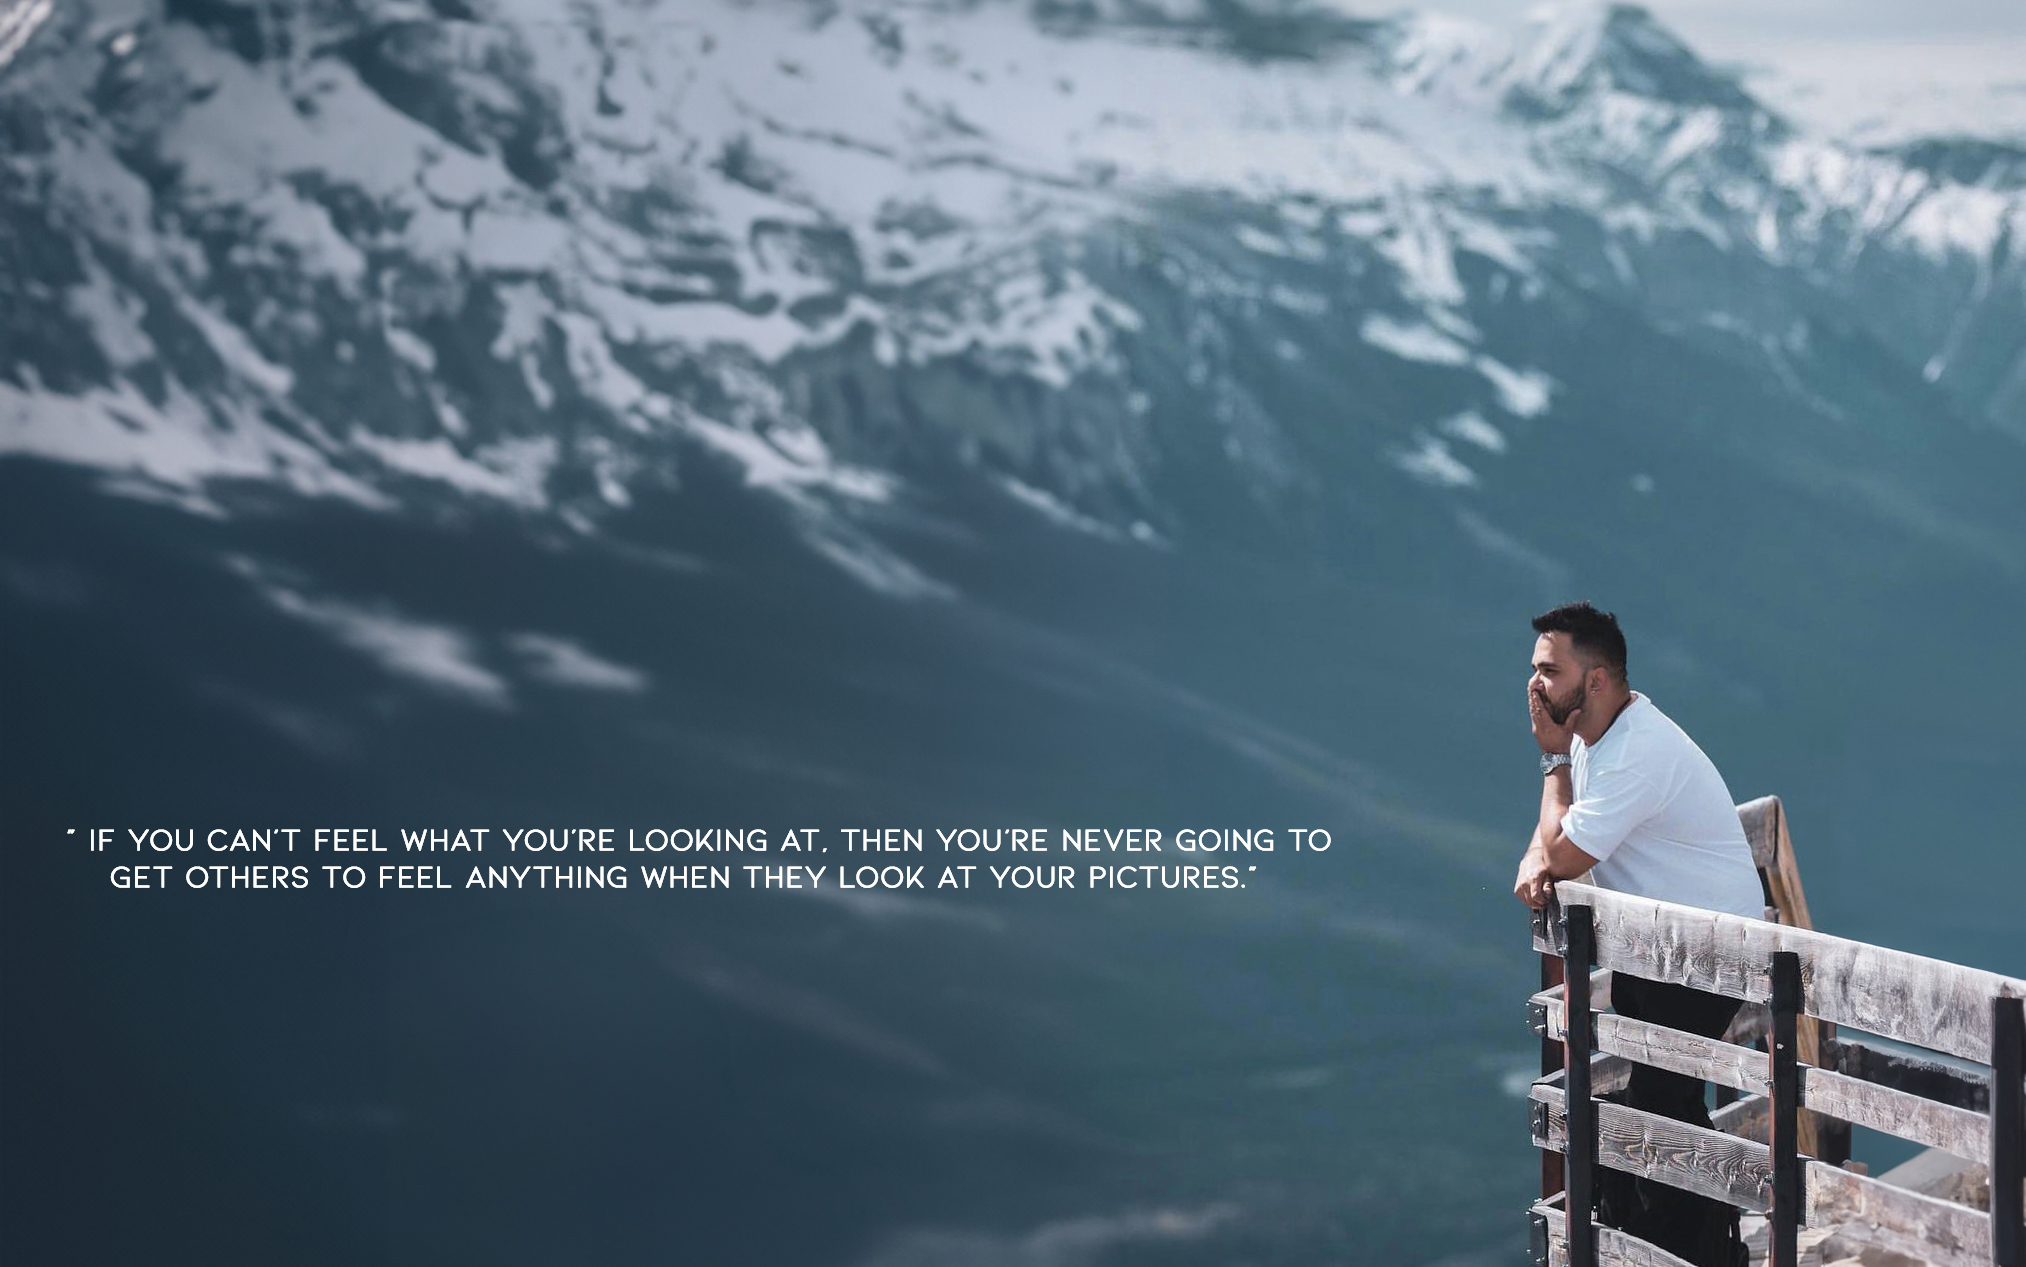 " IF YOU CAN'T FEEL WHAT YOU'RE LOOKING AT, THEN YOU'RE NEVER GOING TO
GET OTHERS TO FEEL ANYTHING WHEN THEY LOOK AT YOUR PICTURES."